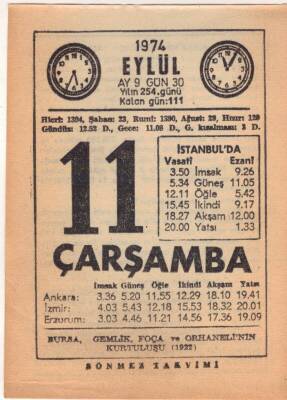 1974
EYLÜL
AY 9 GÜN 30
Yılın 254. günü
Kalan gün: 111
Hicrî: 1394, Şaban: 23, Rumi: 1390, Ağust: 29, Hızır: 129
Gündüz: 12.52 D., Gece: 11.08 D., G. kısalması: 3 D.
11
İSTANBUL'DA
Vasatî Ezanî
3.50 İmsak 9.26
5.34 Güneş 11.05
12.11 Öğle 5.42
15.45 İkindi 9.17
18.27 Akşam 12.00
20.00 Yatsı 1.33
ÇARŞAMBA
İmsak Güneş Öğle İkindi Akşam Yatsı
Ankara: 3.36 5.20 11.55 12.29 18.10 19.41
İzmir: 4.03 5.43 12.18 15.53 18.32 20.01
Erzurum: 3.03 4.46 11.21 14.56 17.36 19.09
BURSA, GEMLİK, FOÇA ve ORHANELİ'NİN
KURTULUŞU (1922)
SÖNMEZ TAKVİMİ